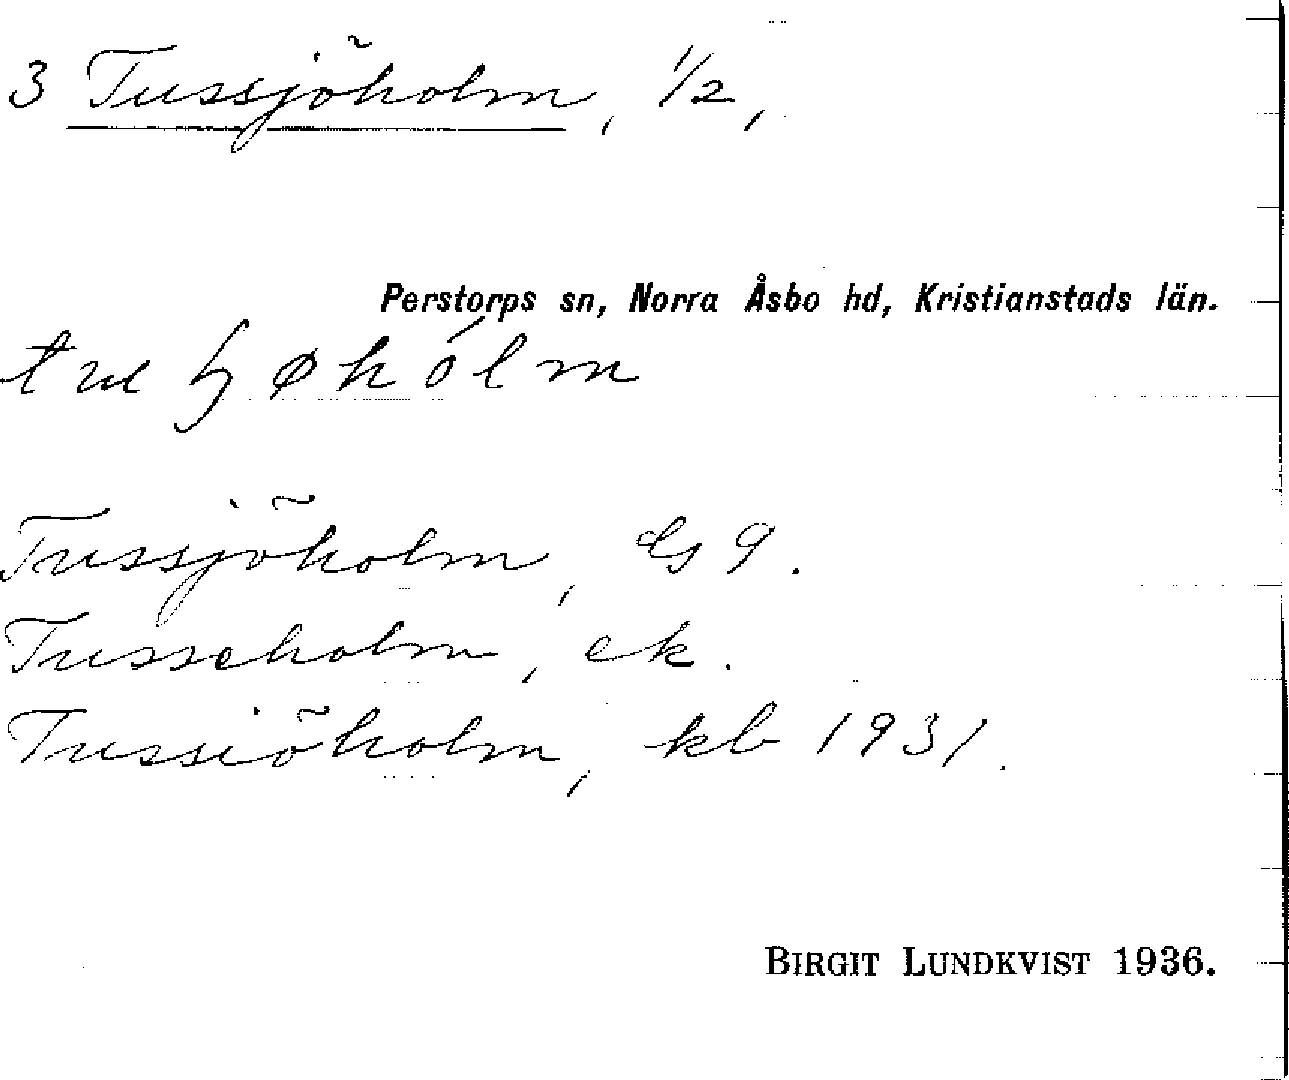 3 Tussjöholm, 1/2,
Perstorps sn, Norra Åsbo hd, Kristianstads län.
Tussjöholm, GS 9.
Tusseholm, ek.
Tussiöholm, kb 1931.
BIRGIT LUNDKVIST 1936.